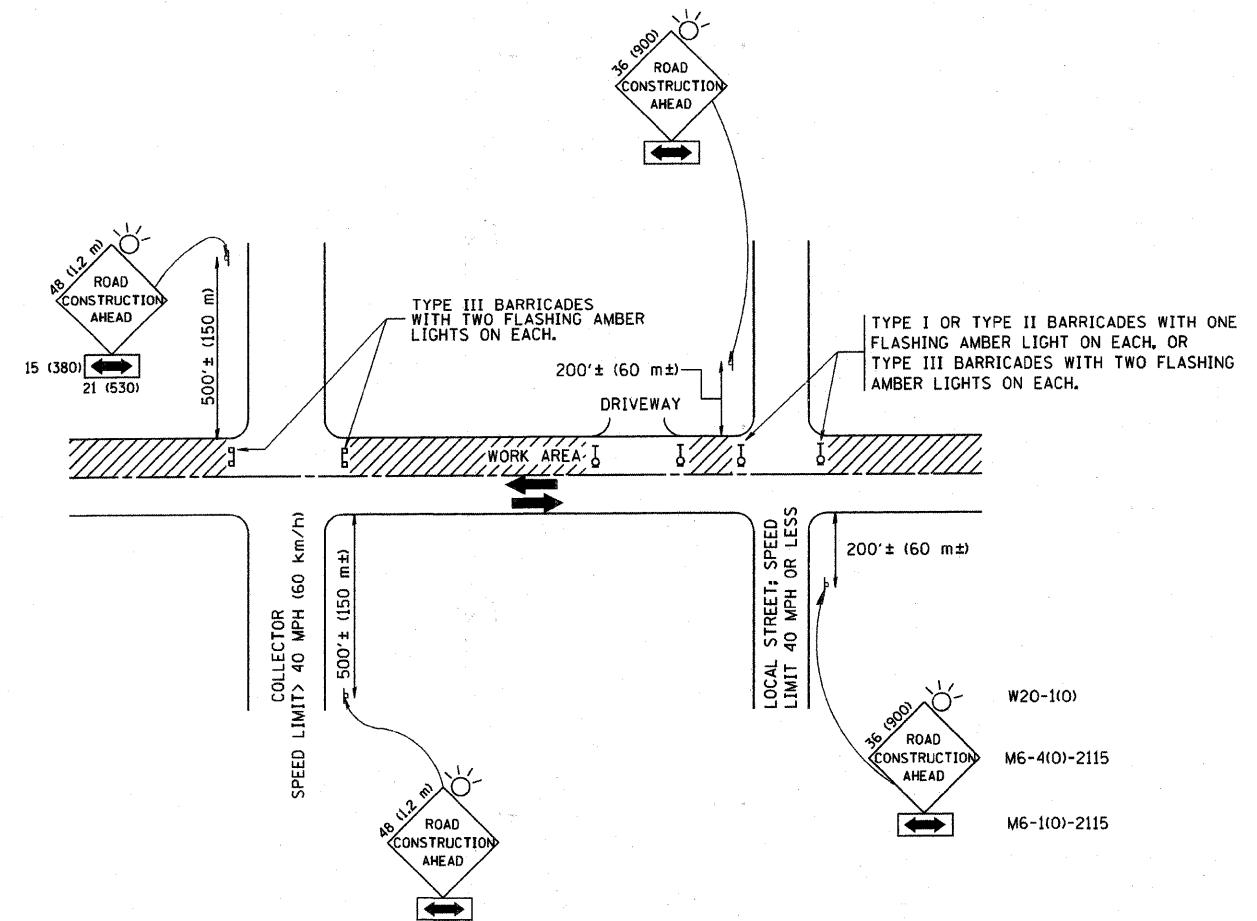 36 (900)
ROAD
CONSTRUCTION
AHEAD
48 (1.2 m)
ROAD
CONSTRUCTION
AHEAD
15 (380)
21 (530)
500'± (150 m)
TYPE III BARRICADES
WITH TWO FLASHING AMBER
LIGHTS ON EACH.
200'± (60 m±)
DRIVEWAY
TYPE I OR TYPE II BARRICADES WITH ONE
FLASHING AMBER LIGHT ON EACH, OR
TYPE III BARRICADES WITH TWO FLASHING
AMBER LIGHTS ON EACH.
WORK AREA
COLLECTOR
SPEED LIMIT> 40 MPH (60 km/h)
500'± (150 m±)
LOCAL STREET; SPEED
LIMIT 40 MPH OR LESS
200'± (60 m±)
36 (900)
ROAD
CONSTRUCTION
AHEAD
W20-1(O)
M6-4(O)-2115
M6-1(O)-2115
48 (1.2 m)
ROAD
CONSTRUCTION
AHEAD